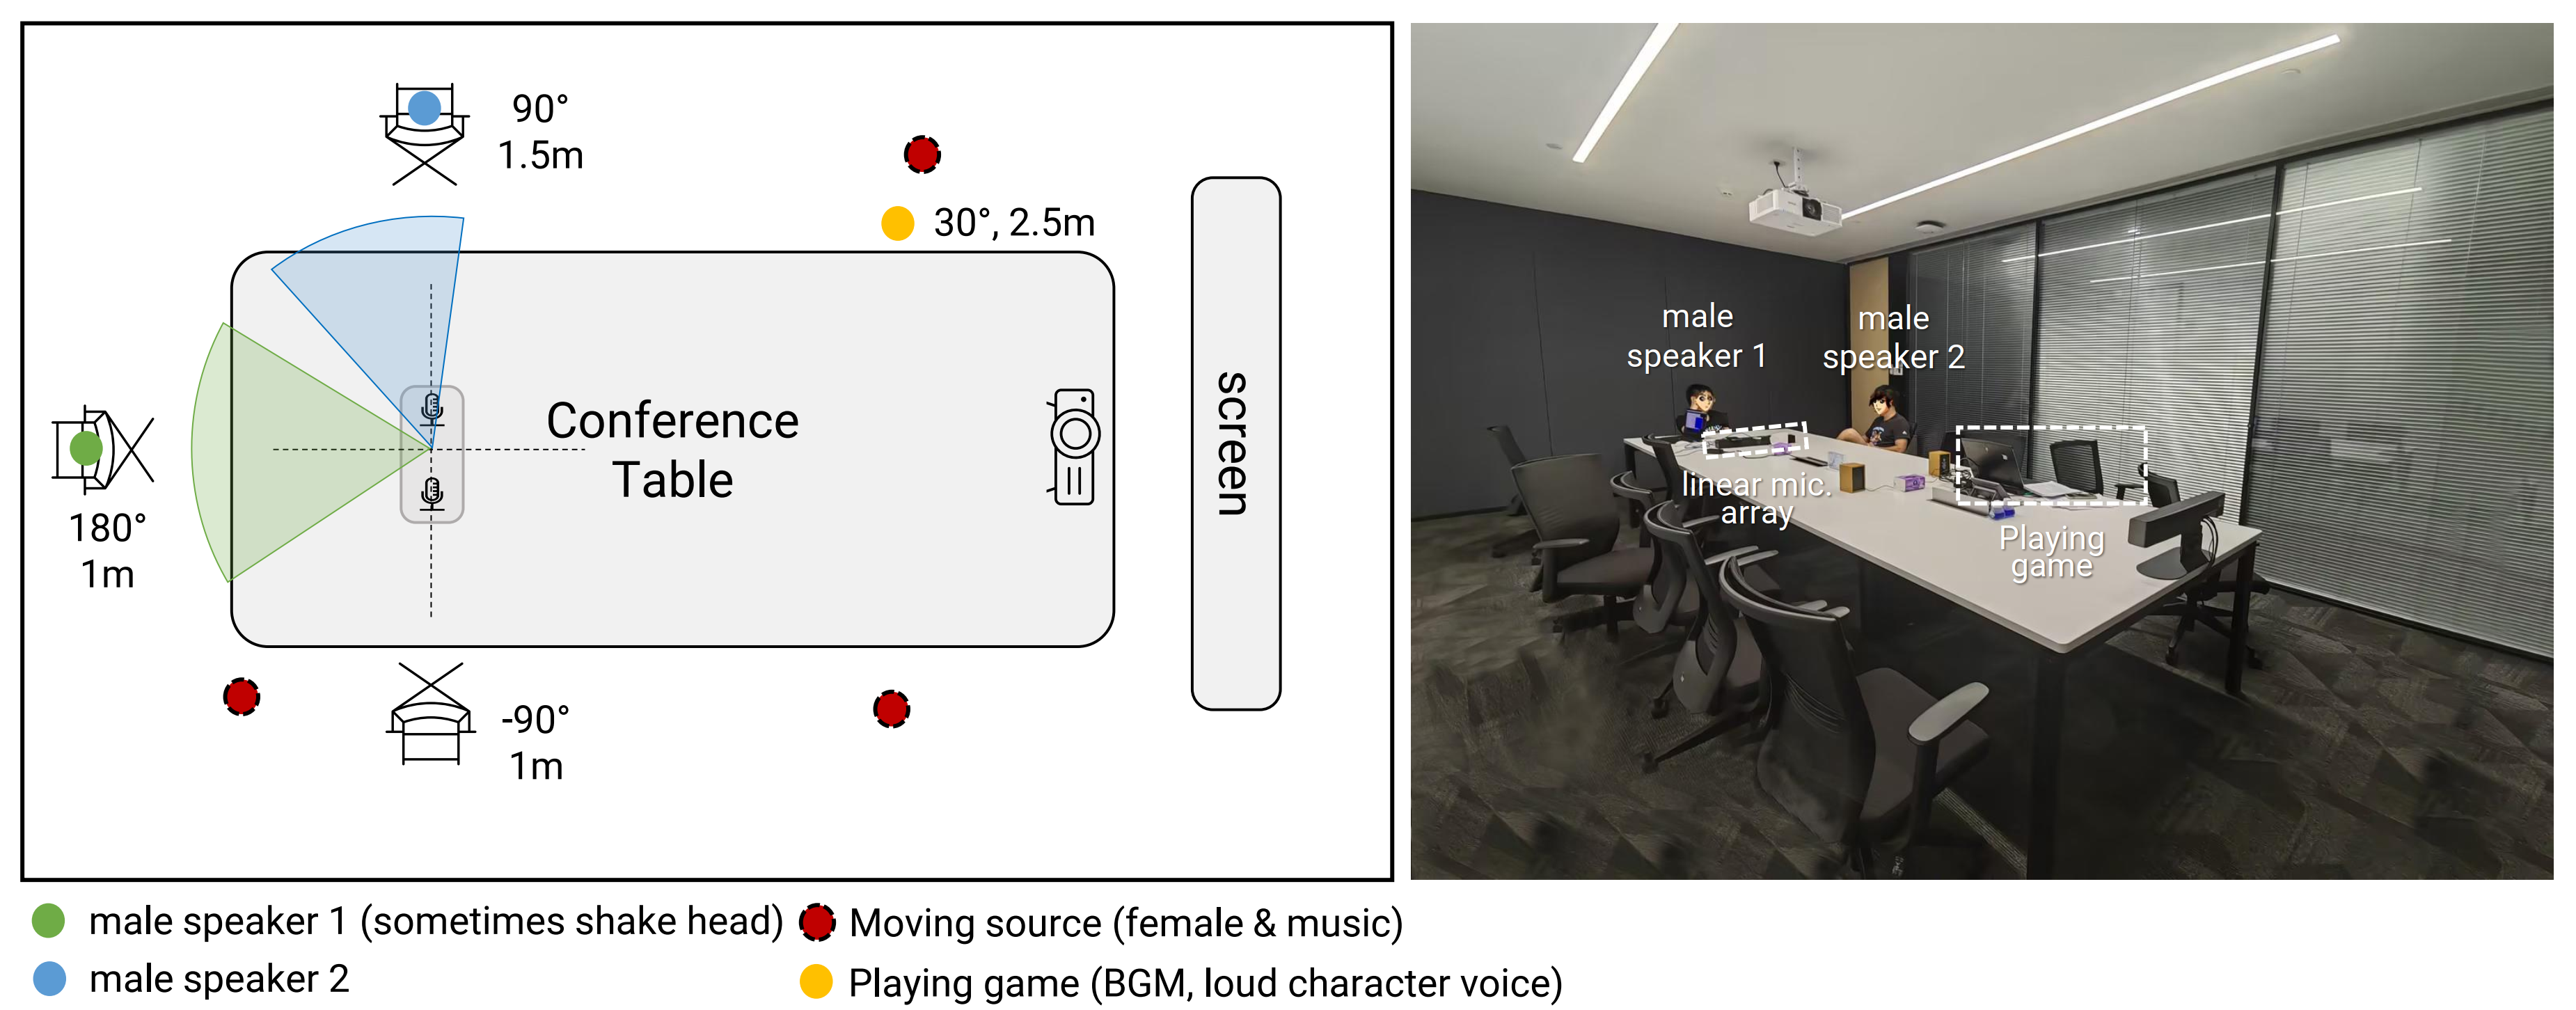 90°
1.5m
30°, 2.5m
180°
1m
Conference
Table
screen
-90°
1m
male
speaker 1
male
speaker 2
linear mic.
array
Playing
game
male speaker 1 (sometimes shake head)
Moving source (female & music)
male speaker 2
Playing game (BGM, loud character voice)